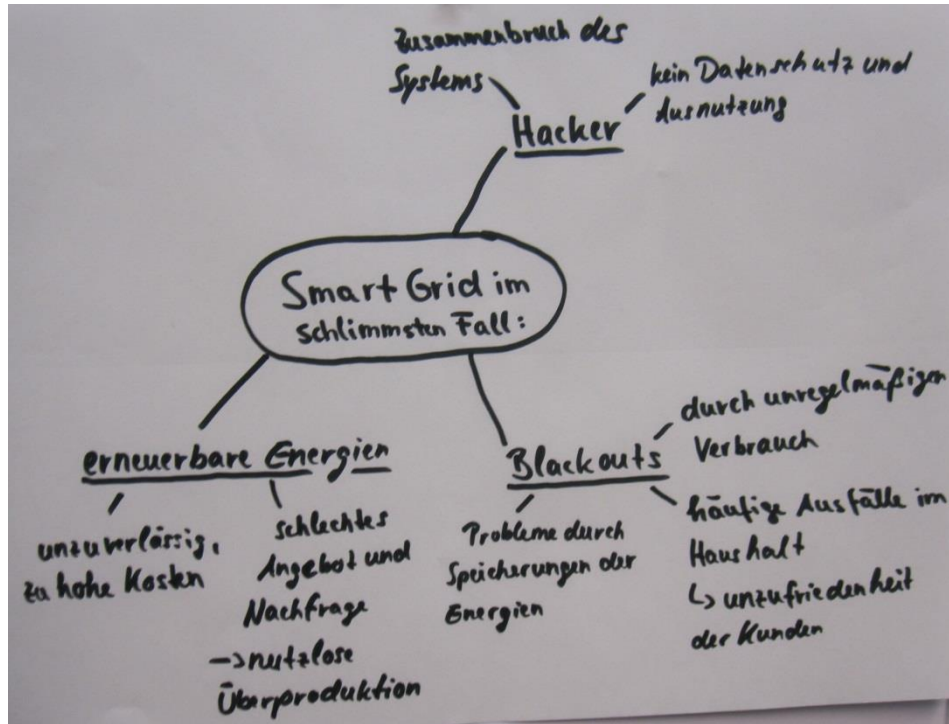 Zusammenbruch des
Systems
kein Datenschutz und
Ausnutzung
Hacker
Smart Grid im
schlimmsten Fall:
erneuerbare Energien
unzuverlässig,
zu hohe Kosten
schlechtes
Angebot und
Nachfrage
→ nutzlose
Überproduktion
Blackouts
durch unregelmäßigen
Verbrauch
Probleme durch
Speicherungen der
Energien
häufige Ausfälle im
Haushalt
↳ unzufriedenheit
der Kunden